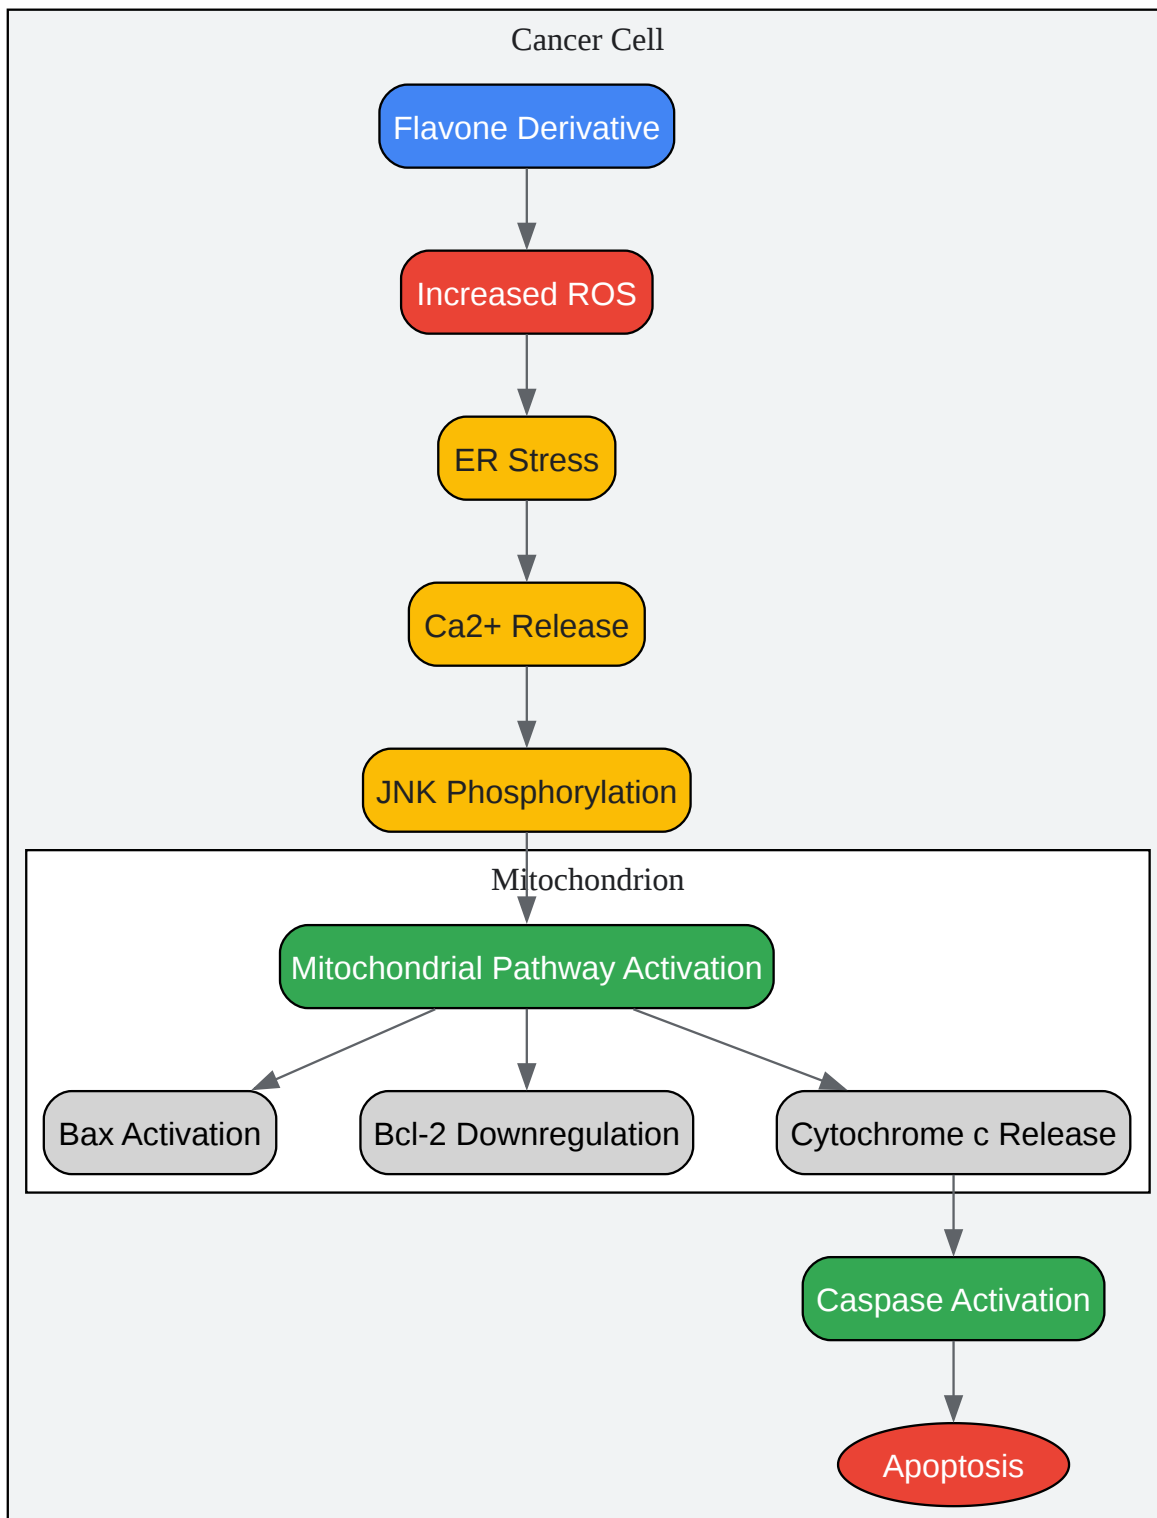 Cancer Cell
Flavone Derivative
Increased ROS
ER Stress
Ca2+ Release
JNK Phosphorylation
Mitochondrion
Mitochondrial Pathway Activation
Bax Activation
Bcl-2 Downregulation
Cytochrome c Release
Caspase Activation
Apoptosis